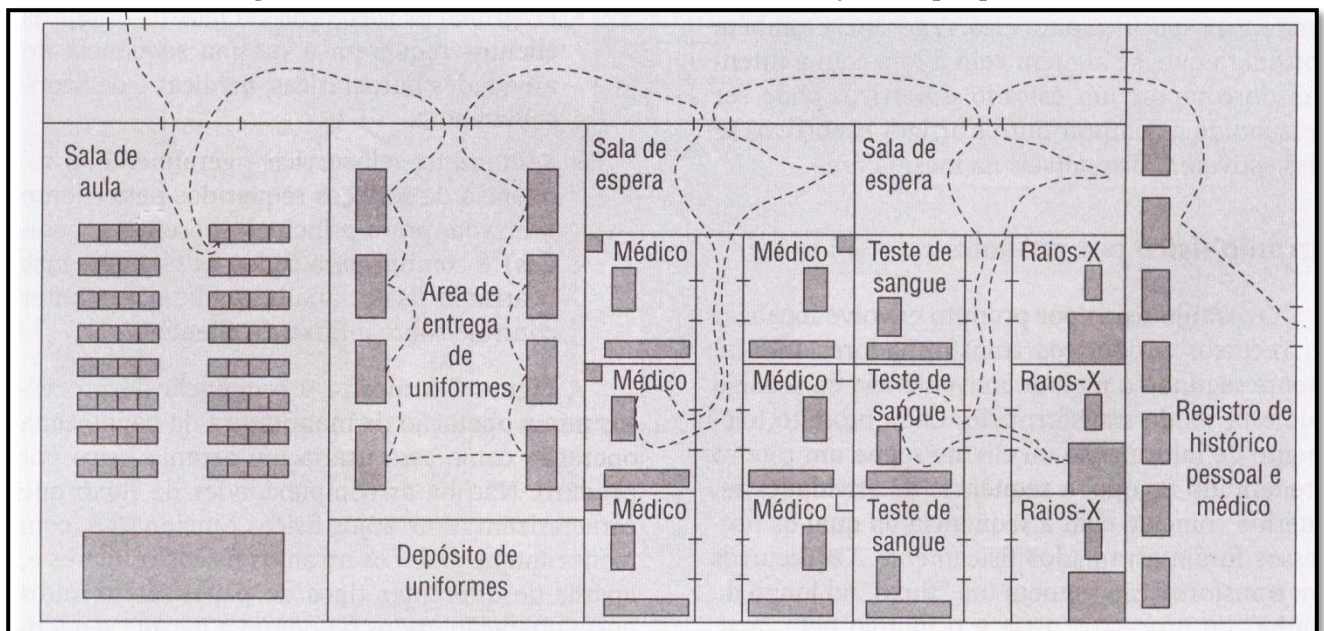 Sala de
aula
Área de
entrega
de
uniformes
Depósito de
uniformes
Sala de
espera
Sala de
espera
Médico
Médico
Teste de
sangue
Raios-X
Médico
Médico
Teste de
sangue
Raios-X
Médico
Médico
Teste de
sangue
Raios-X
Registro de
histórico
pessoal e
médico